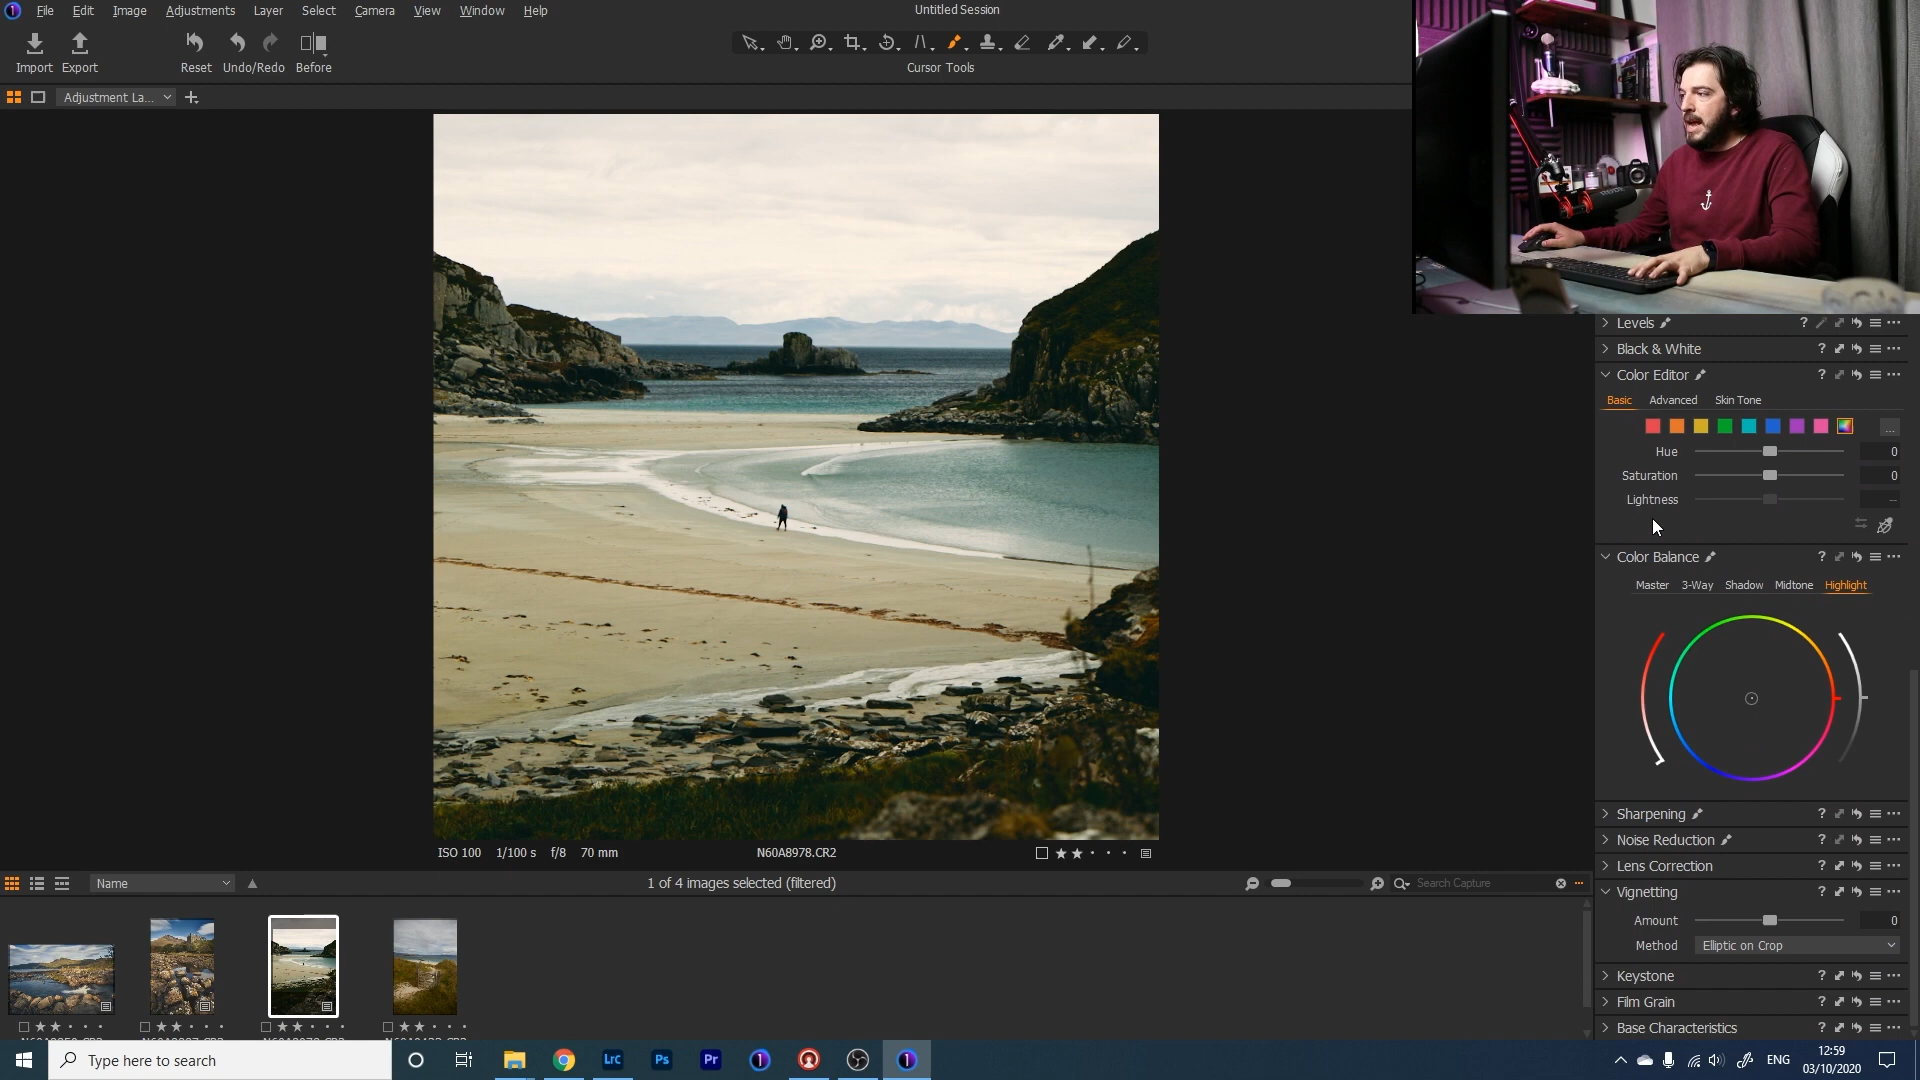 File Edit Image Adjustments Layer Select Camera View Window Help
Untitled Session
Import Export Reset Undo/Redo Before
Cursor Tools
Adjustment La...
Levels
Black & White
Color Editor
Basic Advanced Skin Tone
...
Hue 0
Saturation 0
Lightness --
Color Balance
Master 3-Way Shadow Midtone Highlight
Sharpening
Noise Reduction
Lens Correction
Vignetting
Amount 0
Method Elliptic on Crop
Keystone
Film Grain
Base Characteristics
ISO 100 1/100 s f/8 70 mm
N60A8978.CR2
Name
1 of 4 images selected (filtered)
Search Capture
Type here to search
Lrc Ps Pr
ENG
12:59
03/10/2020